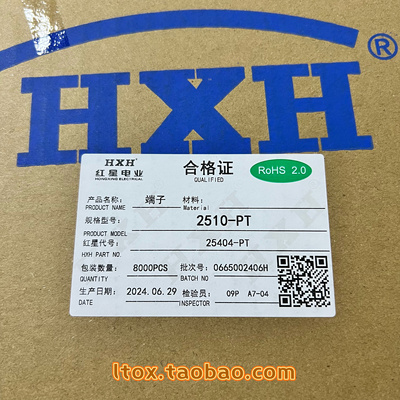 HXH®
HXH®
红星电业
HONGXING ELECTRICAL
合格证
QUALIFIED
RoHS 2.0
产品名称: 端子 材料:
PRODUCT NAME Material
规格型号: 2510-PT
PRODUCT MODEL
红星代号: 25404-PT
HXH PART NO.
包装数量: 8000PCS 批次号: 0665002406H
QUANTITY BATCH NO
生产日期: 2024.06.29 检验员: 09P A7-04
DATE INSPECTOR
ltox.taobao.com